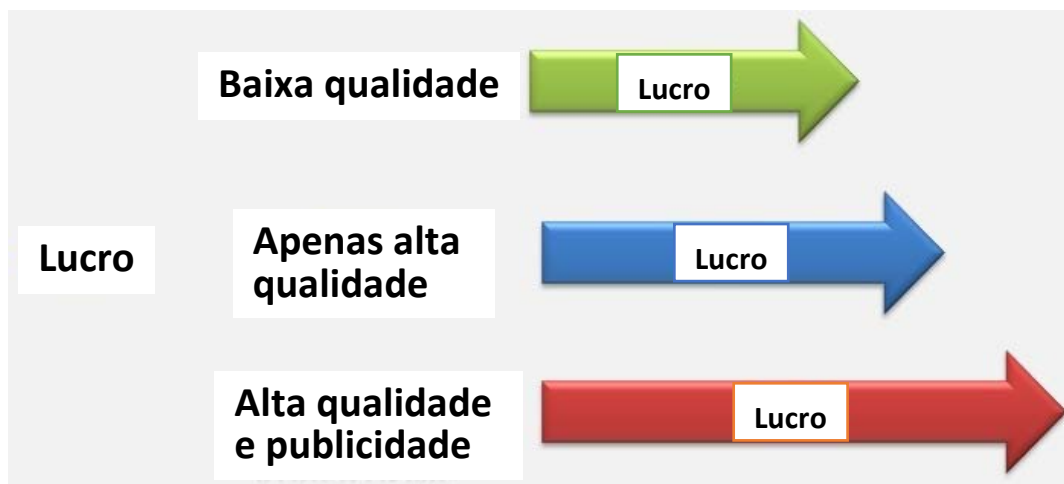 Baixa qualidade
Lucro
Lucro
Apenas alta
qualidade
Lucro
Alta qualidade
e publicidade
Lucro